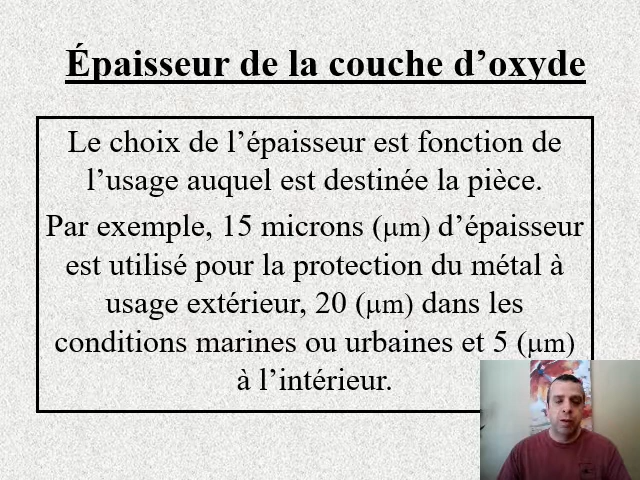 Épaisseur de la couche d’oxyde
Le choix de l’épaisseur est fonction de
l’usage auquel est destinée la pièce.
Par exemple, 15 microns (μm) d’épaisseur
est utilisé pour la protection du métal à
usage extérieur, 20 (μm) dans les
conditions marines ou urbaines et 5 (μm)
à l’intérieur.